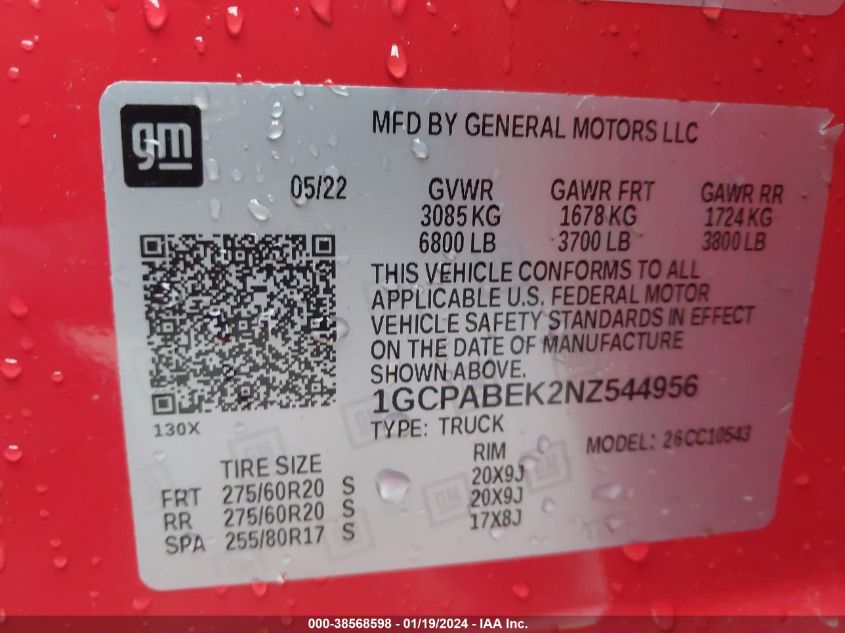 gm
MFD BY GENERAL MOTORS LLC
05/22 GVWR GAWR FRT GAWR RR
3085 KG 1678 KG 1724 KG
6800 LB 3700 LB 3800 LB
THIS VEHICLE CONFORMS TO ALL
APPLICABLE U.S. FEDERAL MOTOR
VEHICLE SAFETY STANDARDS IN EFFECT
ON THE DATE OF MANUFACTURE
SHOWN ABOVE.
1GCPABEK2NZ544956
130X
TYPE: TRUCK
MODEL: 26CC10543
TIRE SIZE RIM
FRT 275/60R20 S 20X9J
RR 275/60R20 S 20X9J
SPA 255/80R17 S 17X8J
GM GM
000-38568598 - 01/19/2024 - IAA Inc.